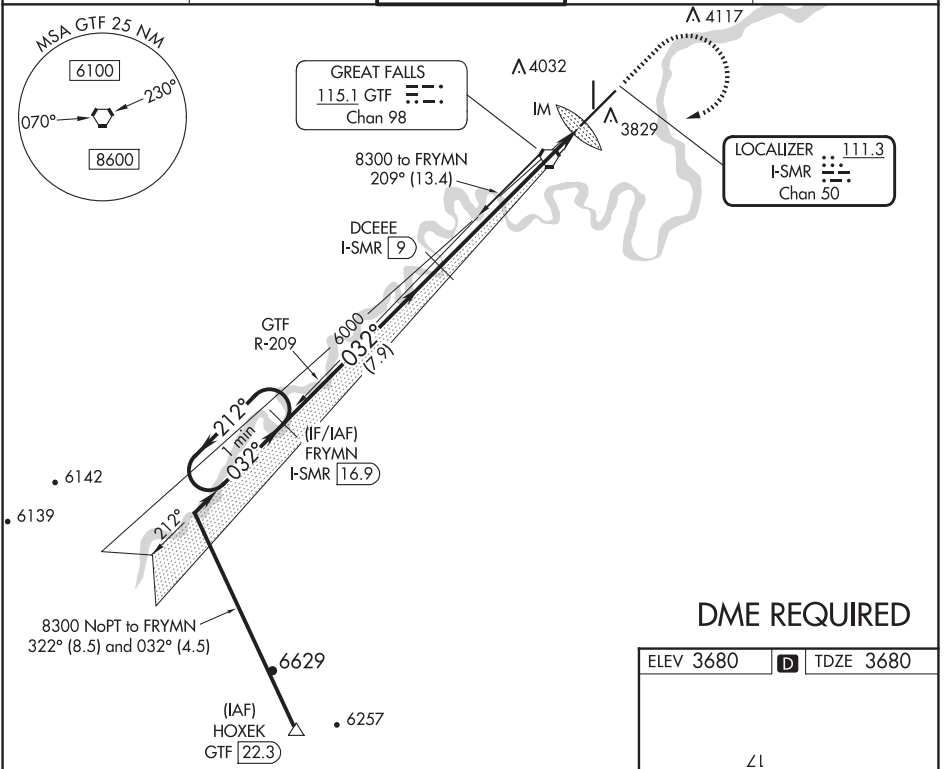 MSA GTF 25 NM
6100
070°
230°
8600
GREAT FALLS
115.1 GTF
Chan 98
4032
4117
IM
3829
LOCALIZER 111.3
I-SMR
Chan 50
8300 to FRYMN
209° (13.4)
DCEEE
I-SMR 9
GTF
R-209
6000
032°
(7.9)
212°
1 min
032°
(IF/IAF)
FRYMN
I-SMR 16.9
6142
6139
212°
8300 NoPT to FRYMN
322° (8.5) and 032° (4.5)
6629
(IAF)
HOXEK
GTF 22.3
6257
DME REQUIRED
ELEV 3680 D TDZE 3680
17